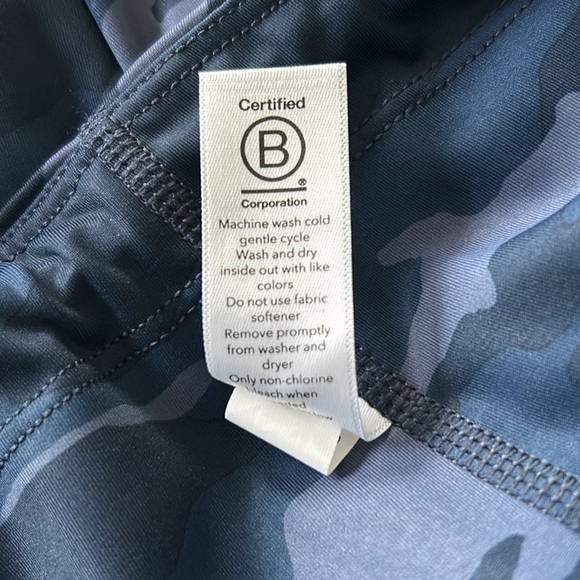 Certified
B
®
Corporation
Machine wash cold
gentle cycle
Wash and dry
inside out with like
colors
Do not use fabric
softener
Remove promptly
from washer and
dryer
Only non-chlorine
bleach when